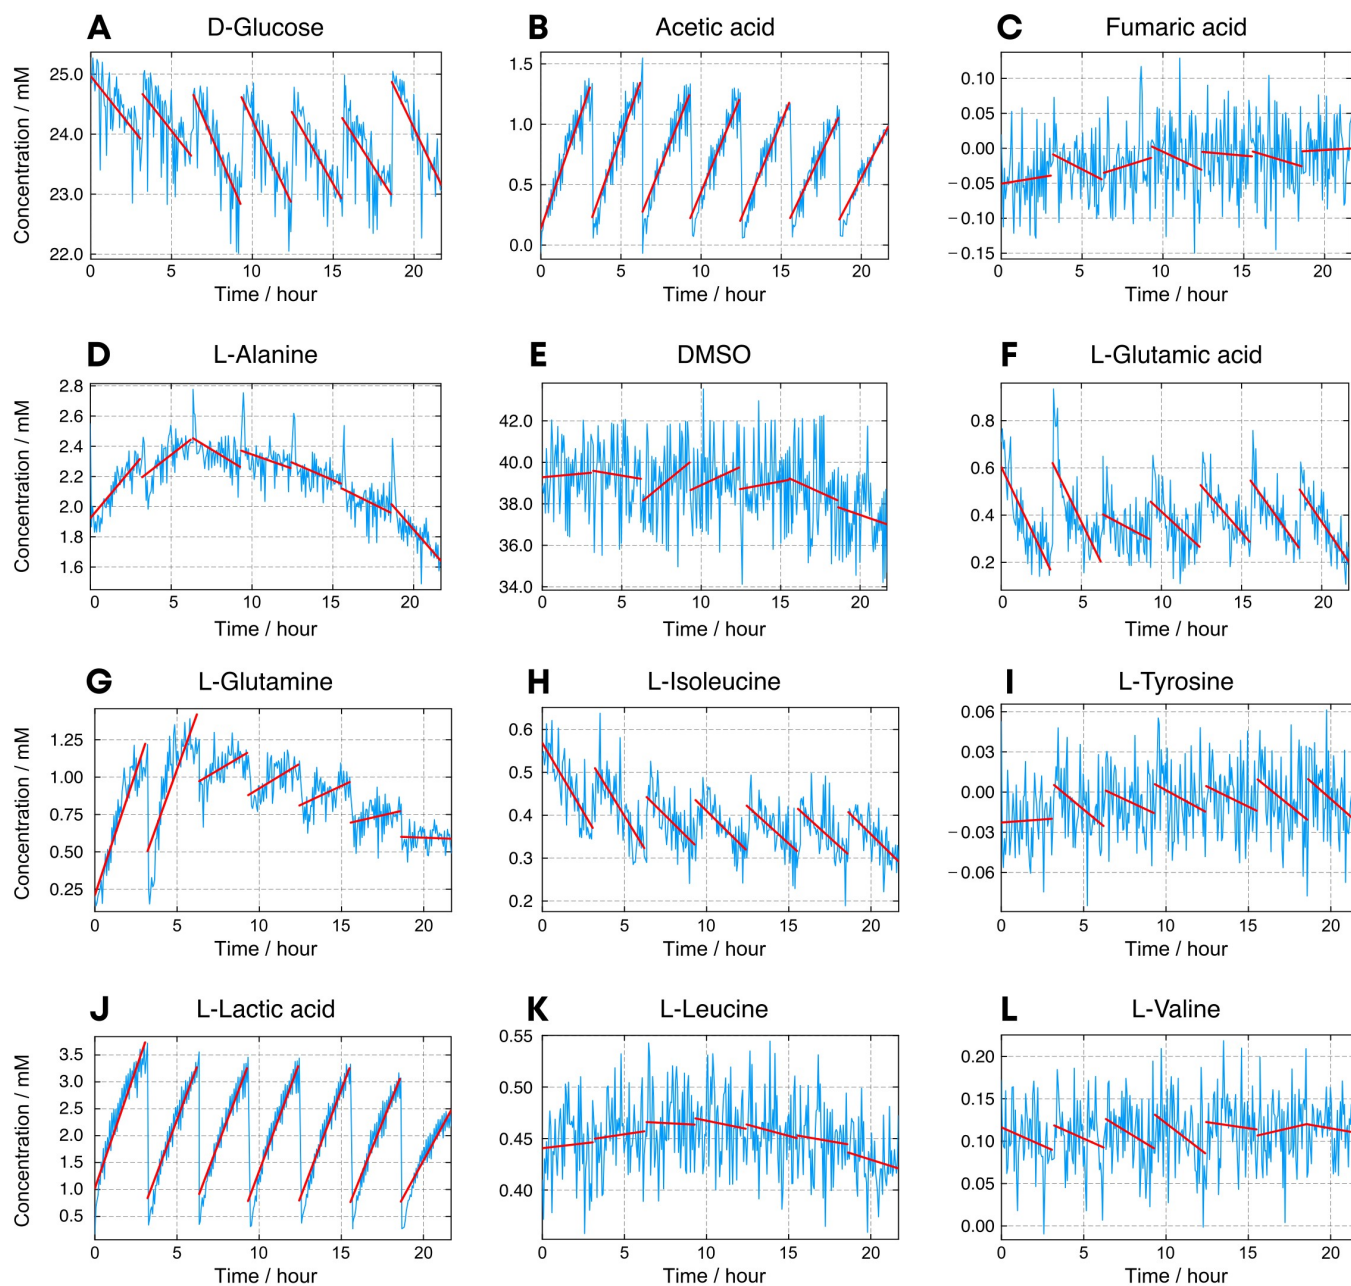 A D-Glucose
B Acetic acid
C Fumaric acid
Concentration / mM
25.0
24.0
23.0
22.0
0 5 10 15 20
Time / hour
1.5
1.0
0.5
0.0
0 5 10 15 20
Time / hour
0.10
0.05
0.00
−0.05
−0.10
−0.15
0 5 10 15 20
Time / hour
D L-Alanine
E DMSO
F L-Glutamic acid
Concentration / mM
2.8
2.6
2.4
2.2
2.0
1.8
1.6
0 5 10 15 20
Time / hour
42.0
40.0
38.0
36.0
34.0
0 5 10 15 20
Time / hour
0.8
0.6
0.4
0.2
0 5 10 15 20
Time / hour
G L-Glutamine
H L-Isoleucine
I L-Tyrosine
Concentration / mM
1.25
1.00
0.75
0.50
0.25
0 5 10 15 20
Time / hour
0.6
0.5
0.4
0.3
0.2
0 5 10 15 20
Time / hour
0.06
0.03
0.00
−0.03
−0.06
0 5 10 15 20
Time / hour
J L-Lactic acid
K L-Leucine
L L-Valine
Concentration / mM
3.5
3.0
2.5
2.0
1.5
1.0
0.5
0 5 10 15 20
Time / hour
0.55
0.50
0.45
0.40
0 5 10 15 20
Time / hour
0.20
0.15
0.10
0.05
0.00
0 5 10 15 20
Time / hour